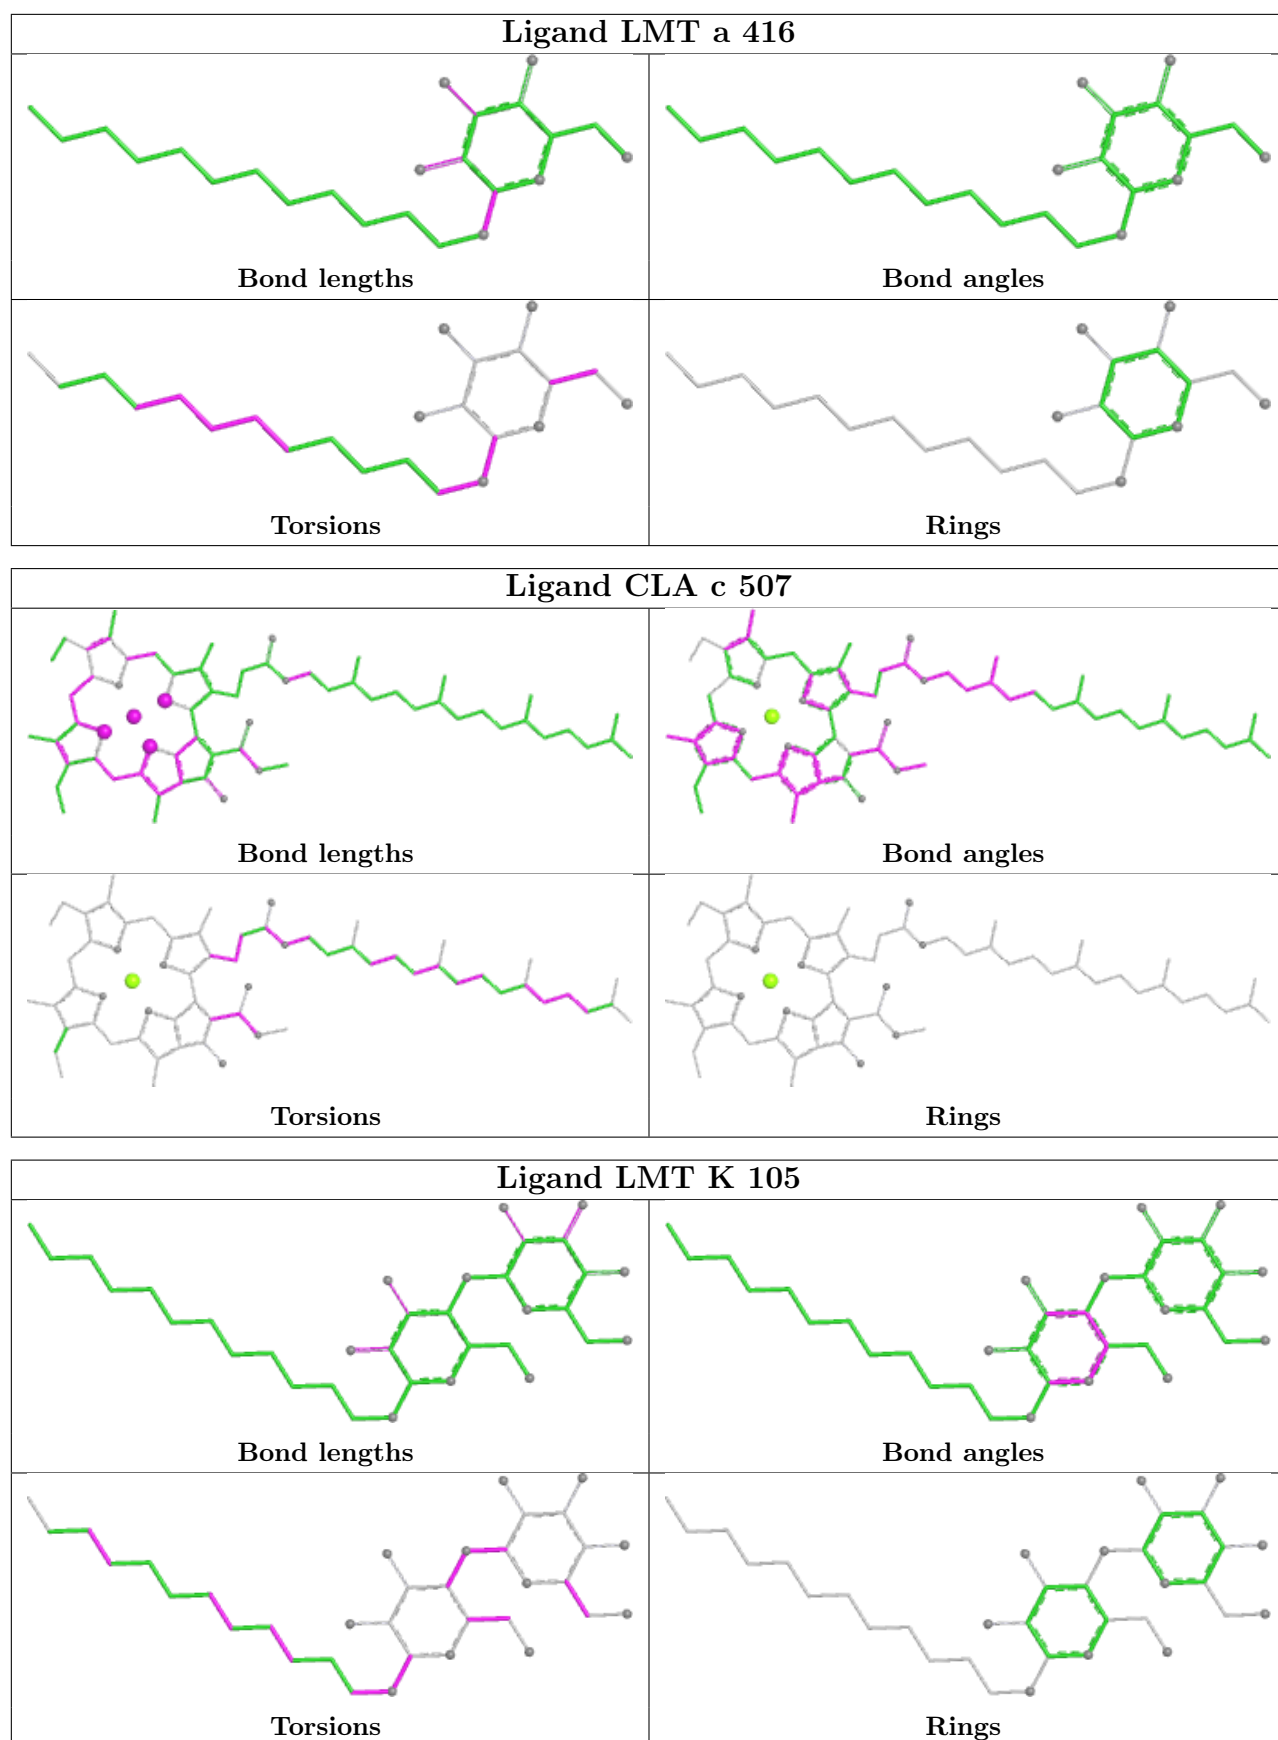 Ligand LMT a 416
Bond lengths
Bond angles
Torsions
Rings
Ligand CLA c 507
Bond lengths
Bond angles
Torsions
Rings
Ligand LMT K 105
Bond lengths
Bond angles
Torsions
Rings